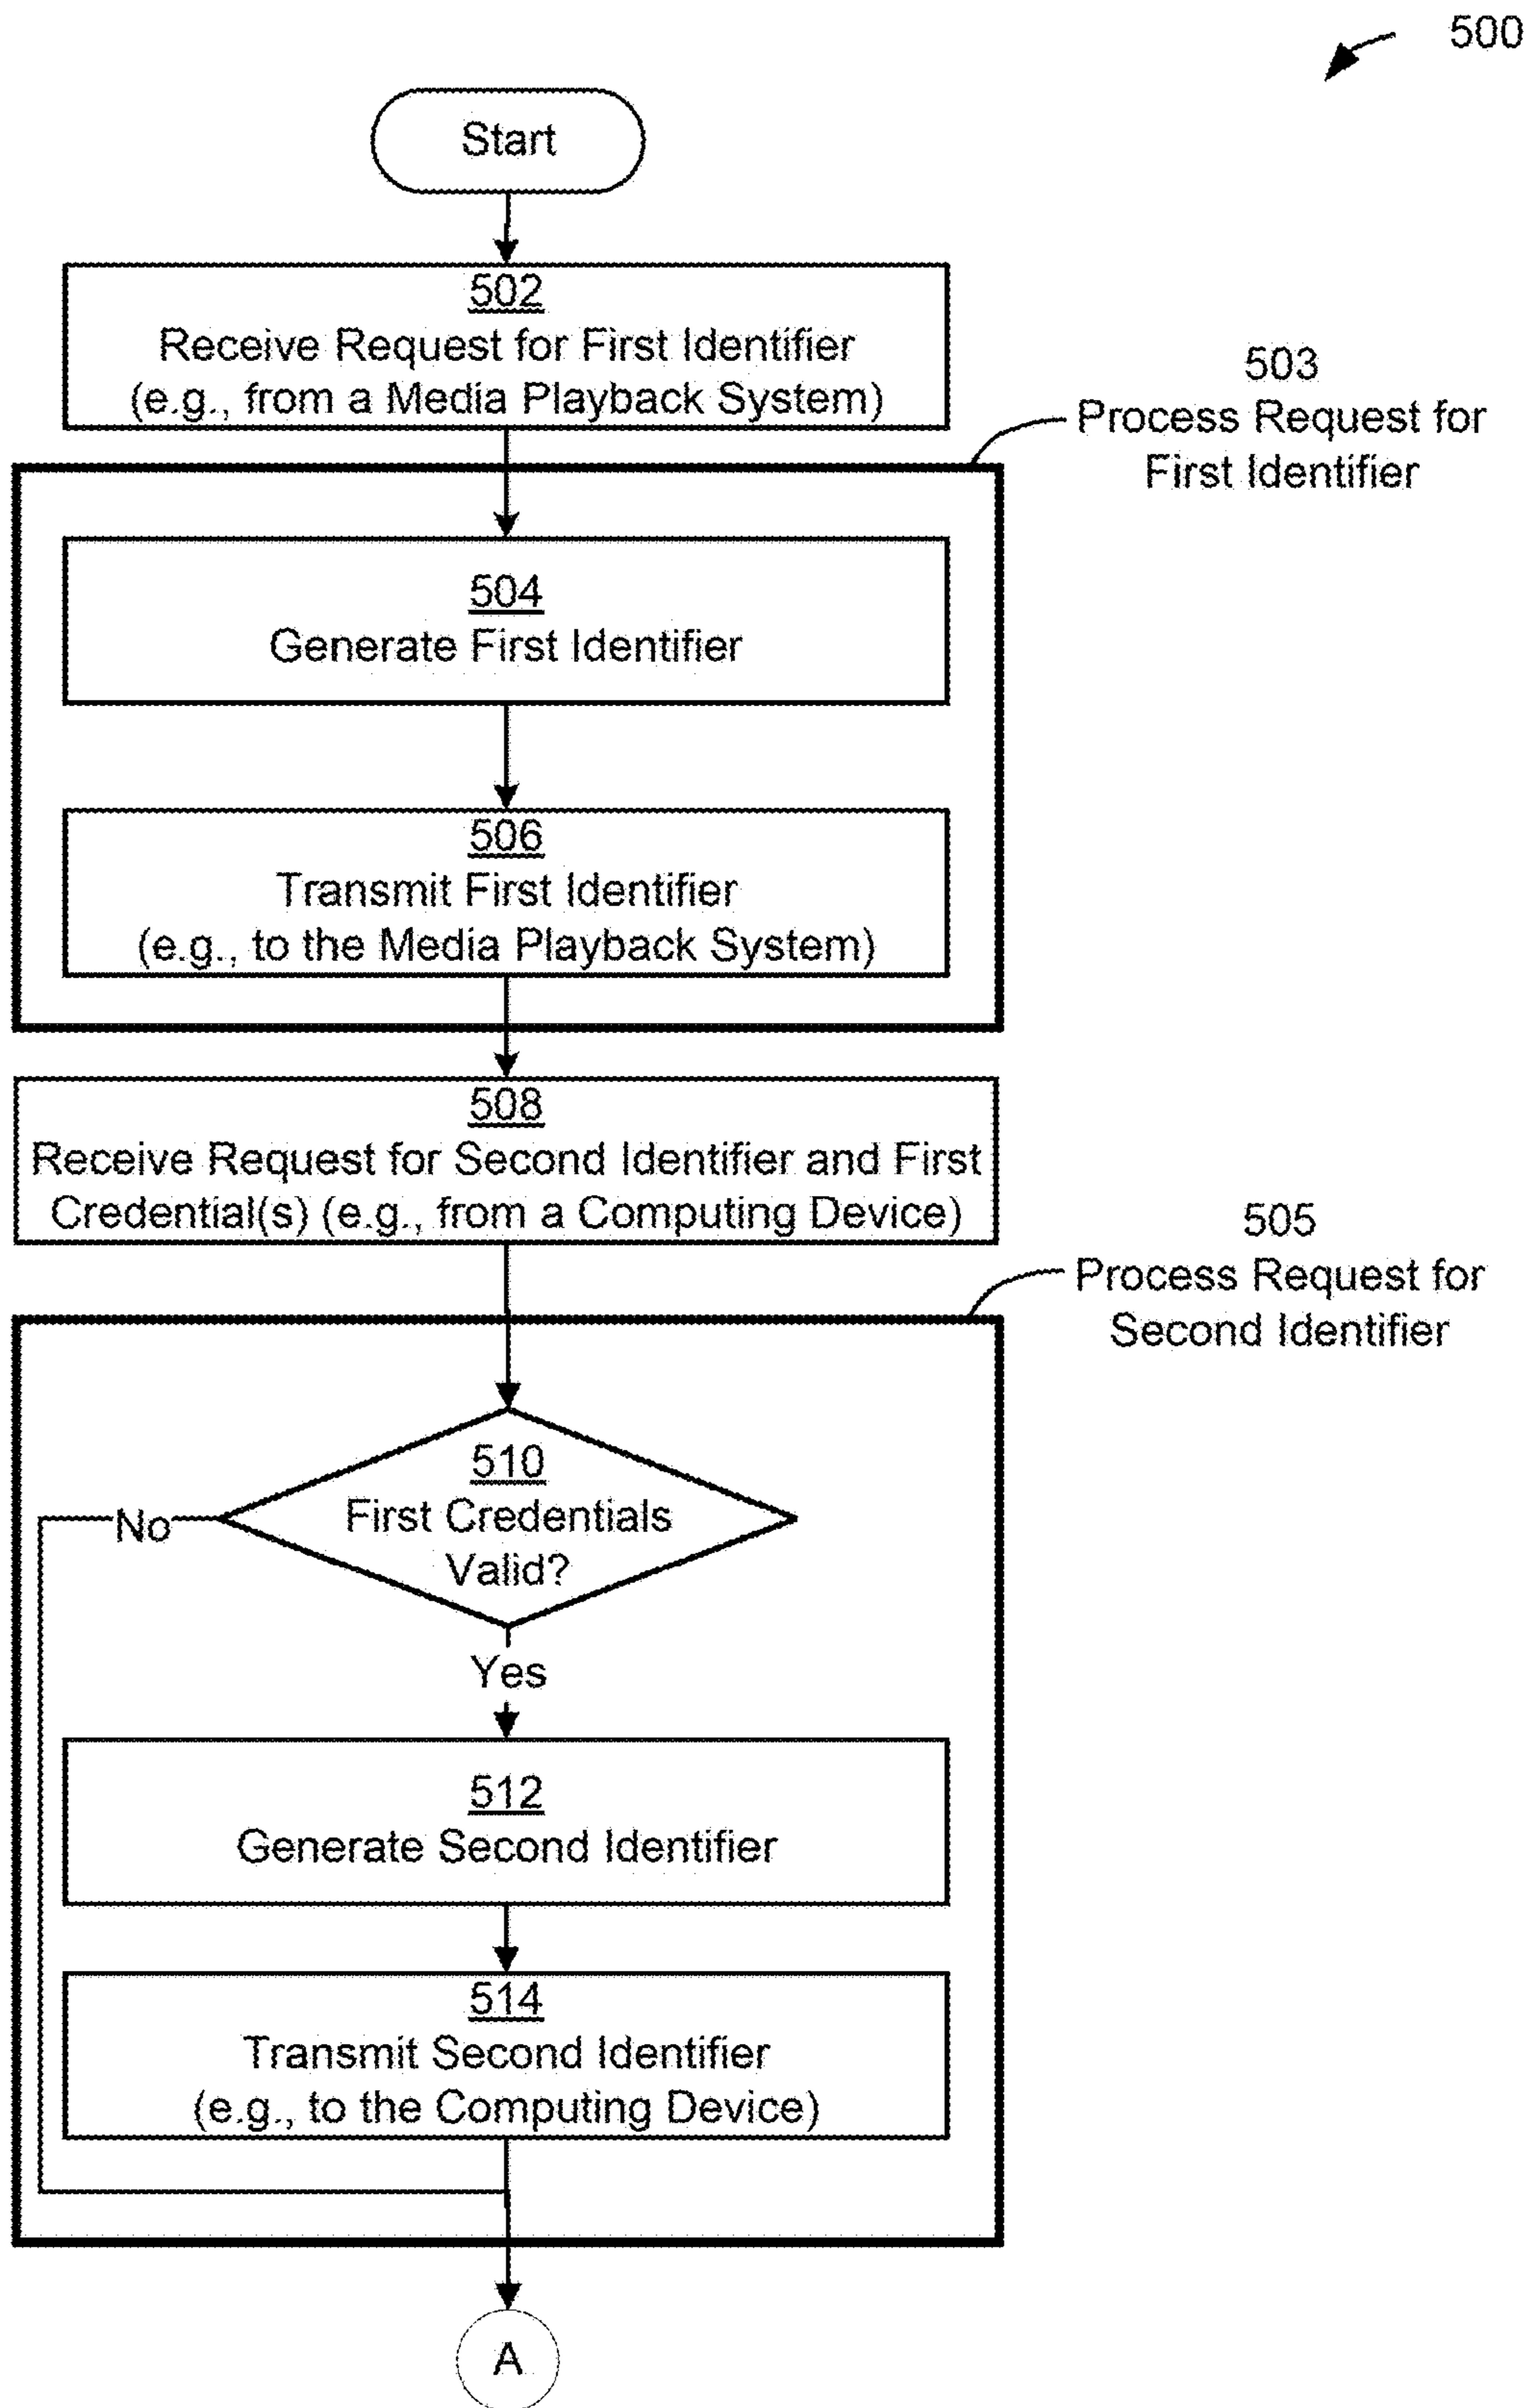 500
Start
502
Receive Request for First Identifier
(e.g., from a Media Playback System)
503
Process Request for
First Identifier
504
Generate First Identifier
506
Transmit First Identifier
(e.g., to the Media Playback System)
508
Receive Request for Second Identifier and First
Credential(s) (e.g., from a Computing Device)
505
Process Request for
Second Identifier
510
First Credentials
Valid?
No
Yes
512
Generate Second Identifier
514
Transmit Second Identifier
(e.g., to the Computing Device)
A